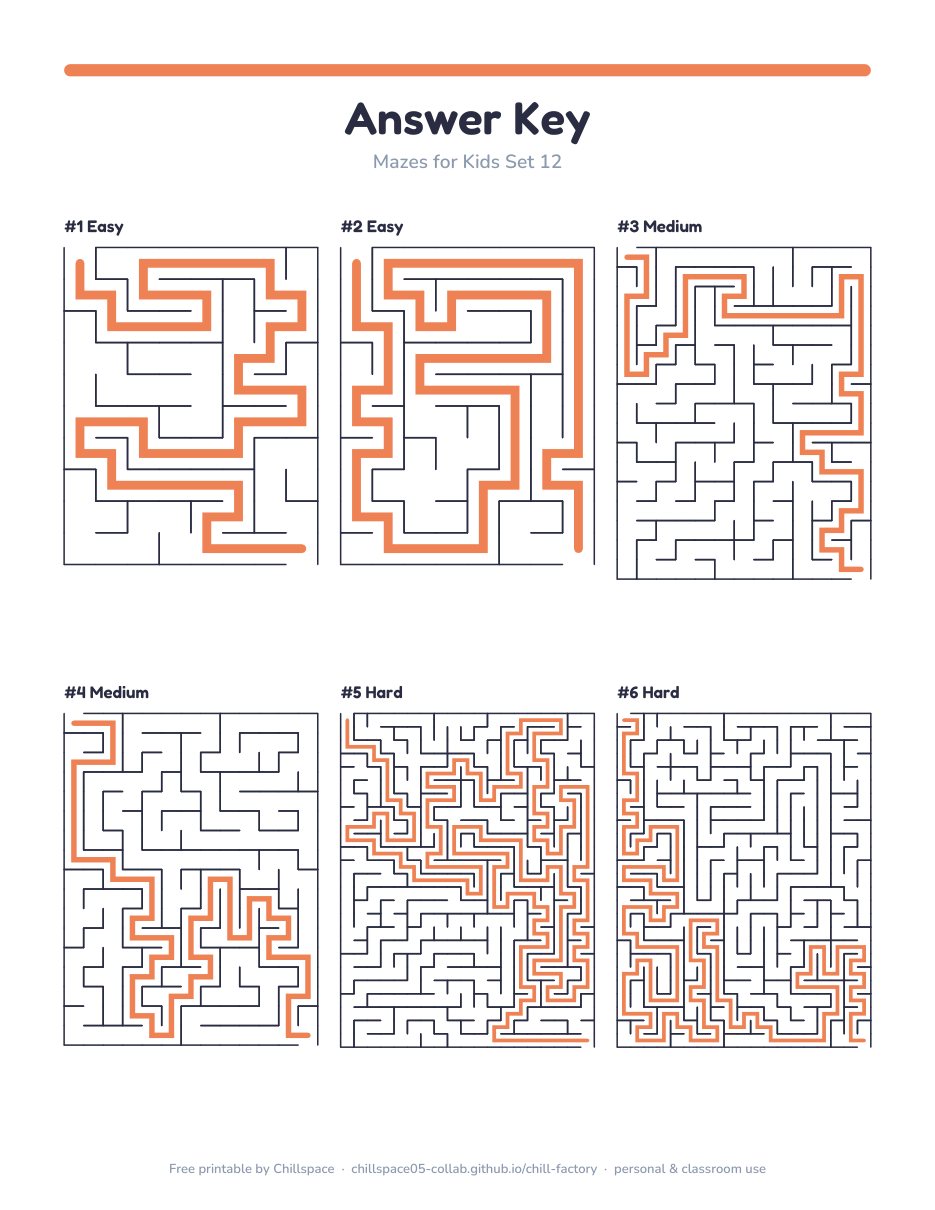 Answer Key
Mazes for Kids Set 12
#1 Easy
#2 Easy
#3 Medium
#4 Medium
#5 Hard
#6 Hard
Free printable by Chillspace · chillspace05-collab.github.io/chill-factory · personal & classroom use